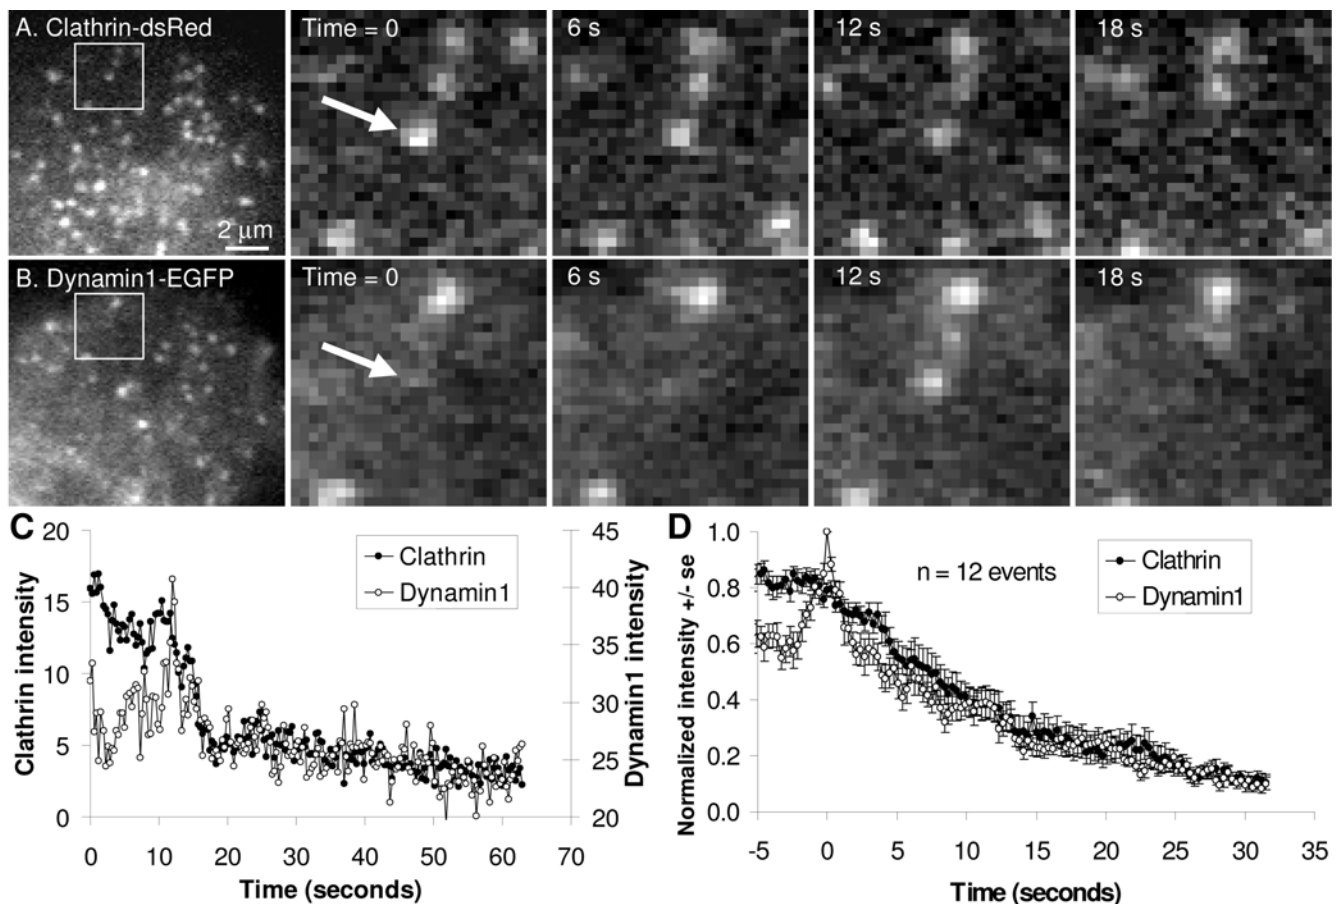 A. Clathrin-dsRed
Time = 0
6 s
12 s
18 s
2 μm
B. Dynamin1-EGFP
Time = 0
6 s
12 s
18 s
C
20
15
10
5
0
Clathrin intensity
Clathrin
Dynamin1
45
40
35
30
25
20
Dynamin1 intensity
0 10 20 30 40 50 60 70
Time (seconds)
D
1.0
0.8
0.6
0.4
0.2
0.0
Normalized intensity +/- se
n = 12 events
Clathrin
Dynamin1
-5 0 5 10 15 20 25 30 35
Time (seconds)